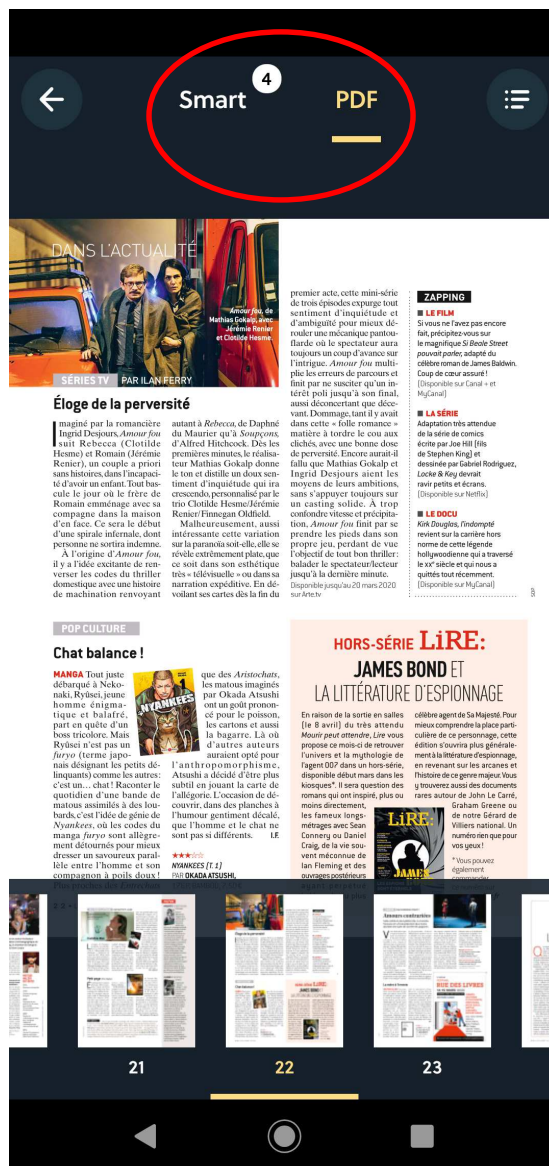 Smart
4
PDF
DANS L'ACTUALITÉ
Amour fou, de
Mathias Gokalp, avec
Jérémie Renier
et Clotilde Hesme.
SÉRIES TV PAR ILAN FERRY
Éloge de la perversité
Imaginé par la romancière
Ingrid Desjours, Amour fou
suit Rebecca (Clotilde
Hesme) et Romain (Jérémie
Renier), un couple a priori
sans histoires, dans l'incapaci-
té d'avoir un enfant. Tout bas-
cule le jour où le frère de
Romain emménage avec sa
compagne dans la maison
d'en face. Ce sera le début
d'une spirale infernale, dont
personne ne sortira indemne.
À l'origine d'Amour fou,
il y a l'idée excitante de ren-
verser les codes du thriller
domestique avec une histoire
de machination renvoyant
autant à Rebecca, de Daphné
du Maurier qu'à Soupçons,
d'Alfred Hitchcock. Dès les
premières minutes, le réalisa-
teur Mathias Gokalp donne
le ton et distille un doux sen-
timent d'inquiétude qui ira
crescendo, personnalisé par le
trio Clotilde Hesme/Jérémie
Renier/Finnegan Oldfield.
Malheureusement, aussi
intéressante cette variation
sur la paranoïa soit-elle, elle se
révèle extrêmement plate, que
ce soit dans son esthétique
très « télévisuelle » ou dans sa
narration expéditive. En dé-
voilant ses cartes dès la fin du
premier acte, cette mini-série
de trois épisodes expurge tout
sentiment d'inquiétude et
d'ambiguïté pour mieux dé-
rouler une mécanique pantou-
flarde où le spectateur aura
toujours un coup d'avance sur
l'intrigue. Amour fou multi-
plie les erreurs de parcours et
finit par ne susciter qu'un in-
térêt poli jusqu'à son final,
aussi déconcertant que déce-
vant. Dommage, tant il y avait
dans cette « folle romance »
matière à tordre le cou aux
clichés, avec une bonne dose
de perversité. Encore aurait-il
fallu que Mathias Gokalp et
Ingrid Desjours aient les
moyens de leurs ambitions,
sans s'appuyer toujours sur
un casting solide. À trop
confondre vitesse et précipita-
tion, Amour fou finit par se
prendre les pieds dans son
propre jeu, perdant de vue
l'objectif de tout bon thriller :
balader le spectateur/lecteur
jusqu'à la dernière minute.
Disponible jusqu'au 20 mars 2020
sur Arte.tv
ZAPPING
LE FILM
Si vous ne l'avez pas encore
fait, précipitez-vous sur
le magnifique Si Beale Street
pouvait parler, adapté du
célèbre roman de James Baldwin.
Coup de cœur assuré !
(Disponible sur Canal + et
MyCanal)
LA SÉRIE
Adaptation très attendue
de la série de comics
écrite par Joe Hill (fils
de Stephen King) et
dessinée par Gabriel Rodriguez,
Locke & Key devrait
ravir petits et écrans.
(Disponible sur Netflix)
LE DOCU
Kirk Douglas, l'indompté
revient sur la carrière hors
norme de cette légende
hollywoodienne qui a traversé
le XXe siècle et qui nous a
quittés tout récemment.
(Disponible sur MyCanal)
POP CULTURE
Chat balance !
MANGA Tout juste
débarqué à Neko-
naki, Ryûsei, jeune
homme énigma-
tique et balafré,
part en quête d'un
boss tricolore. Mais
Ryûsei n'est pas un
furyo (terme japo-
nais désignant les petits dé-
linquants) comme les autres :
c'est un… chat ! Raconter le
quotidien d'une bande de
matous assimilés à des lou-
bards, c'est l'idée de génie de
Nyankees, où les codes du
manga furyo sont allègre-
ment détournés pour mieux
dresser un savoureux paral-
lèle entre l'homme et son
compagnon à poils doux !
NYANKEES
que des Aristochats,
les matous imaginés
par Okada Atsushi
ont un goût pronon-
cé pour le poisson,
les cartons et aussi
la bagarre. Là où
d'autres auteurs
auraient opté pour
l'anthropomorphisme,
Atsushi a décidé d'être plus
subtil en jouant la carte de
l'allégorie. L'occasion de dé-
couvrir, dans des planches à
l'humour gentiment décalé,
que l'homme et le chat ne
sont pas si différents. I.F.
★★★☆☆
NYANKEES (T. 1)
PAR OKADA ATSUSHI,
HORS-SÉRIE LiRE:
JAMES BOND ET
LA LITTÉRATURE D'ESPIONNAGE
En raison de la sortie en salles
(le 8 avril) du très attendu
Mourir peut attendre, Lire vous
propose ce mois-ci de retrouver
l'univers et la mythologie de
l'agent 007 dans un hors-série,
disponible début mars dans les
kiosques*. Il sera question des
romans qui ont inspiré, plus ou
moins directement,
les fameux longs-
métrages avec Sean
Connery ou Daniel
Craig, de la vie sou-
vent méconnue de
Ian Fleming et des
ouvrages postérieurs
LiRE:
JAMES
célèbre agent de Sa Majesté. Pour
mieux comprendre la place parti-
culière de ce personnage, cette
édition s'ouvrira plus générale-
ment à la littérature d'espionnage,
en revenant sur les arcanes et
l'histoire de ce genre majeur. Vous
y trouverez aussi des documents
rares autour de John Le Carré,
Graham Greene ou
de notre Gérard de
Villiers national. Un
numéro rien que pour
vos yeux !
* Vous pouvez
également
commander
21
22
23